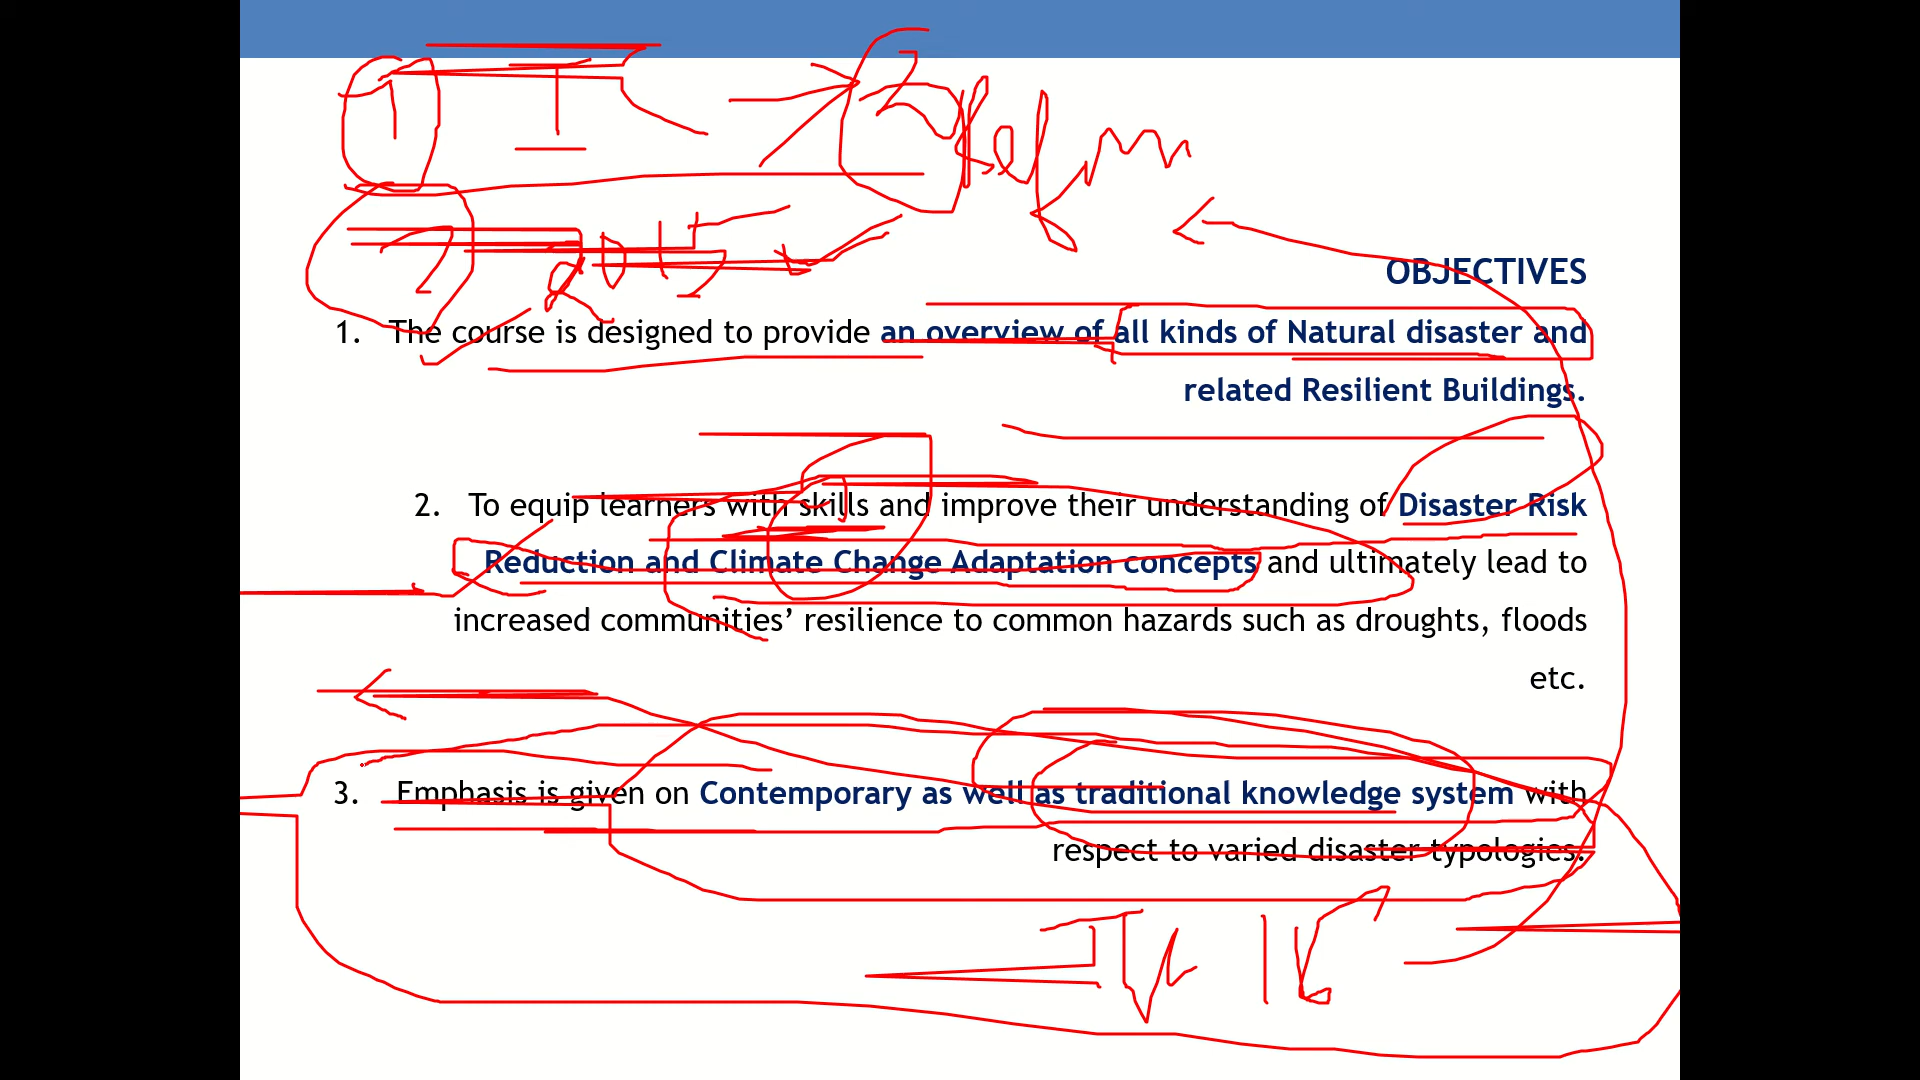 OBJECTIVES
1. The course is designed to provide an overview of all kinds of Natural disaster and
related Resilient Buildings.
2. To equip learners with skills and improve their understanding of Disaster Risk
Reduction and Climate Change Adaptation concepts and ultimately lead to
increased communities’ resilience to common hazards such as droughts, floods
etc.
3. Emphasis is given on Contemporary as well as traditional knowledge system with
respect to varied disaster typologies.